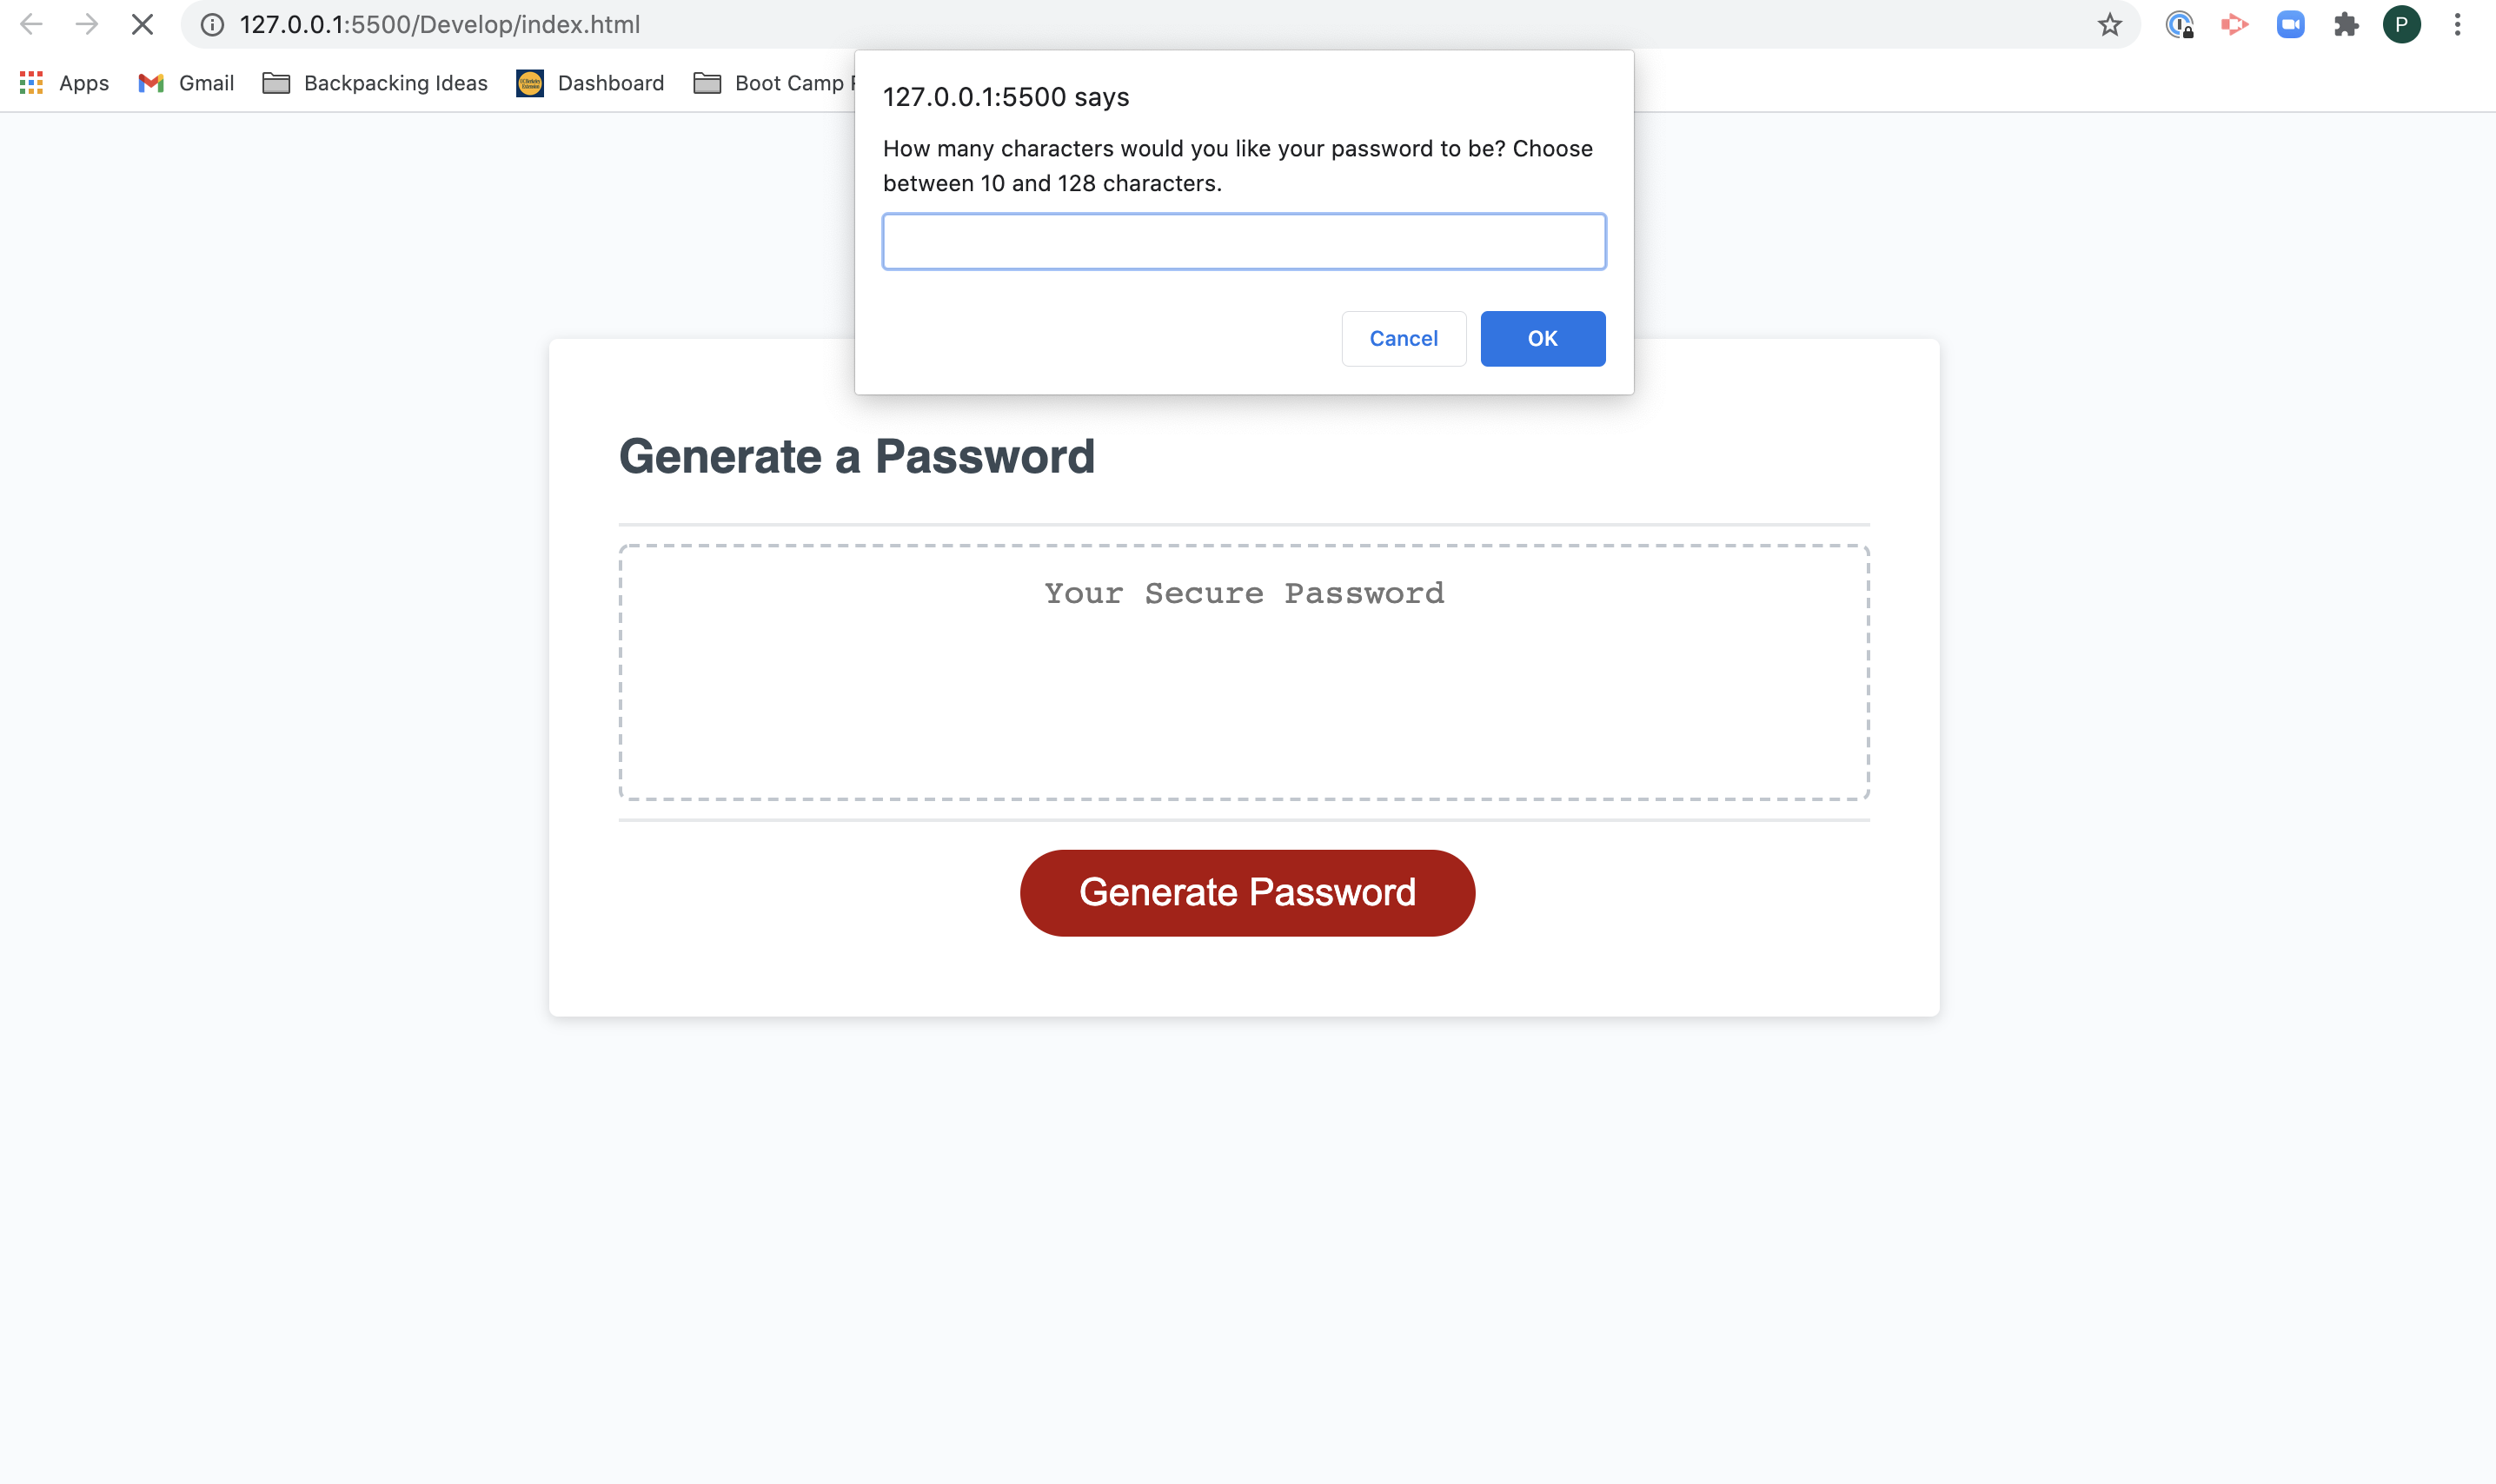 127.0.0.1:5500/Develop/index.html
P
Apps
Gmail
Backpacking Ideas
Dashboard
Boot Camp
127.0.0.1:5500 says
How many characters would you like your password to be? Choose
between 10 and 128 characters.
Cancel
OK
Generate a Password
Your Secure Password
Generate Password